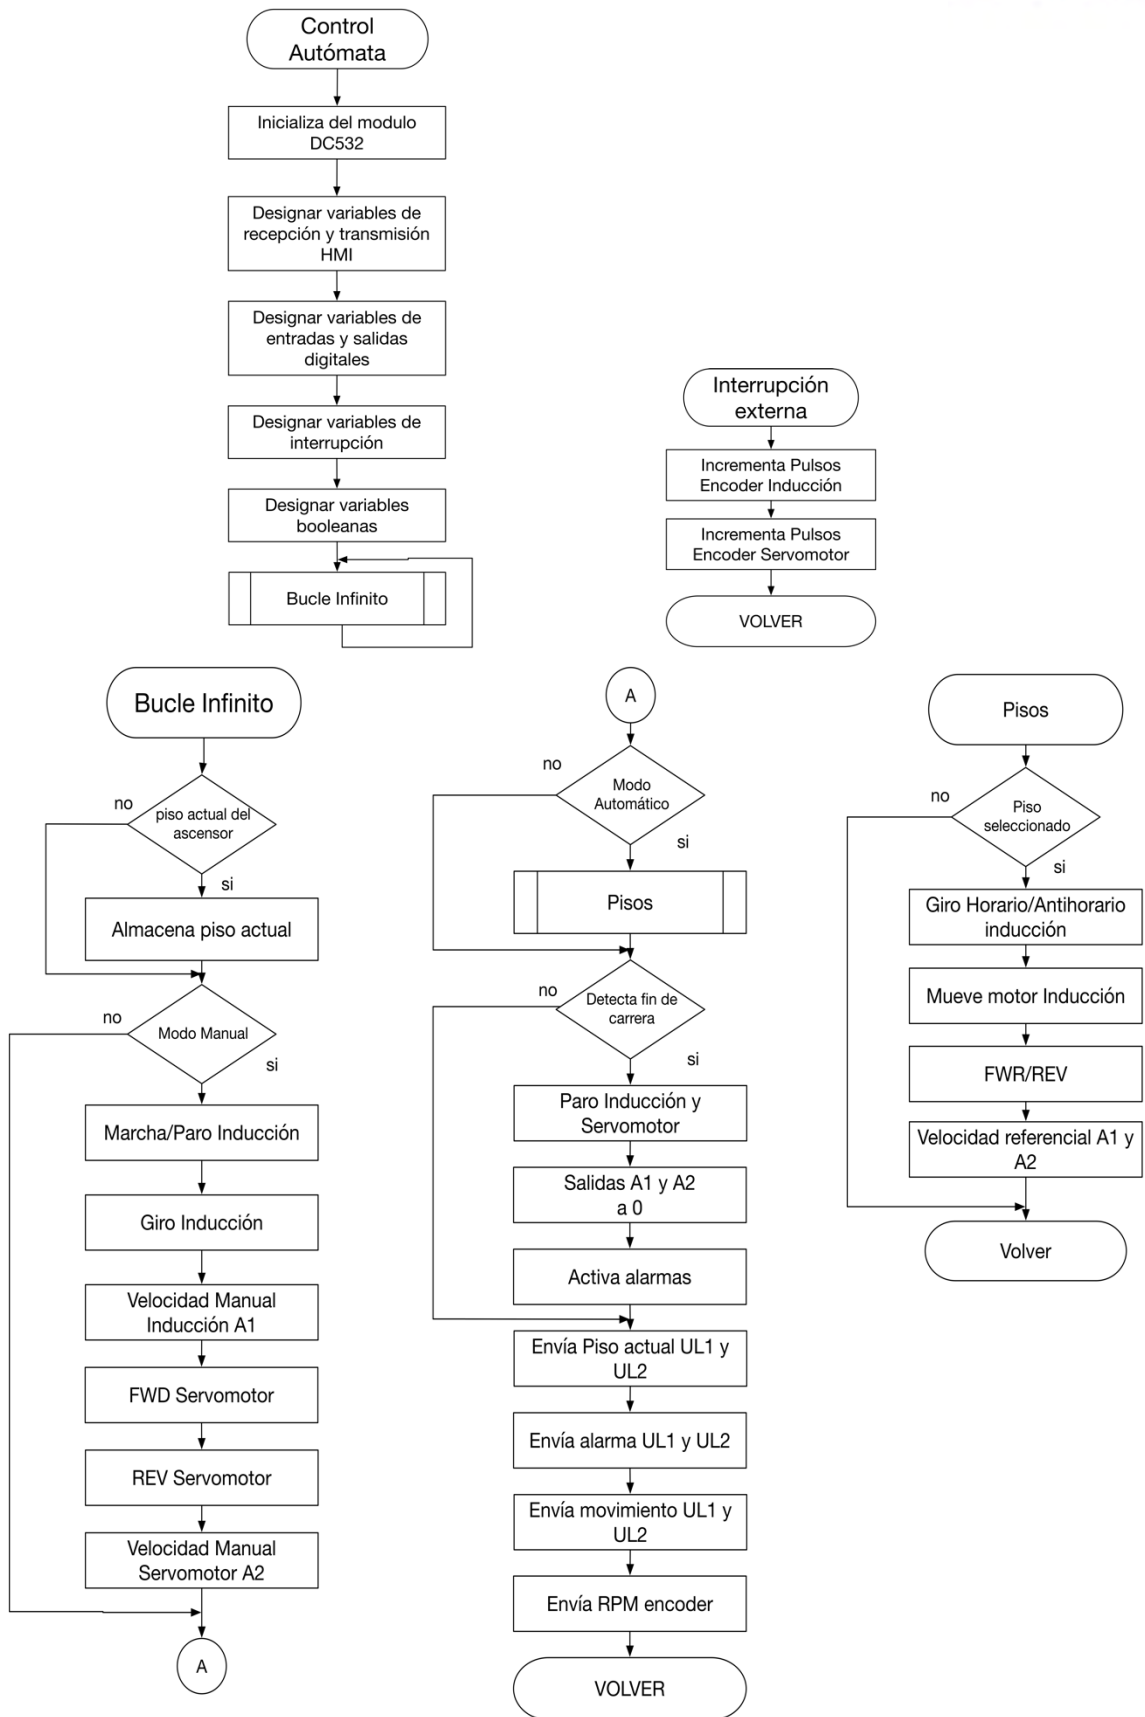 Control
Autómata
Inicializa del modulo
DC532
Designar variables de
recepción y transmisión
HMI
Designar variables de
entradas y salidas
digitales
Designar variables de
interrupción
Designar variables
booleanas
Bucle Infinito
Interrupción
externa
Incrementa Pulsos
Encoder Inducción
Incrementa Pulsos
Encoder Servomotor
VOLVER
Bucle Infinito
no
piso actual del
ascensor
si
Almacena piso actual
no
Modo Manual
si
Marcha/Paro Inducción
Giro Inducción
Velocidad Manual
Inducción A1
FWD Servomotor
REV Servomotor
Velocidad Manual
Servomotor A2
A
A
no
Modo
Automático
si
Pisos
no
Detecta fin de
carrera
si
Paro Inducción y
Servomotor
Salidas A1 y A2
a 0
Activa alarmas
Envía Piso actual UL1 y
UL2
Envía alarma UL1 y UL2
Envía movimiento UL1 y
UL2
Envía RPM encoder
VOLVER
Pisos
no
Piso
seleccionado
si
Giro Horario/Antihorario
inducción
Mueve motor Inducción
FWR/REV
Velocidad referencial A1 y
A2
Volver